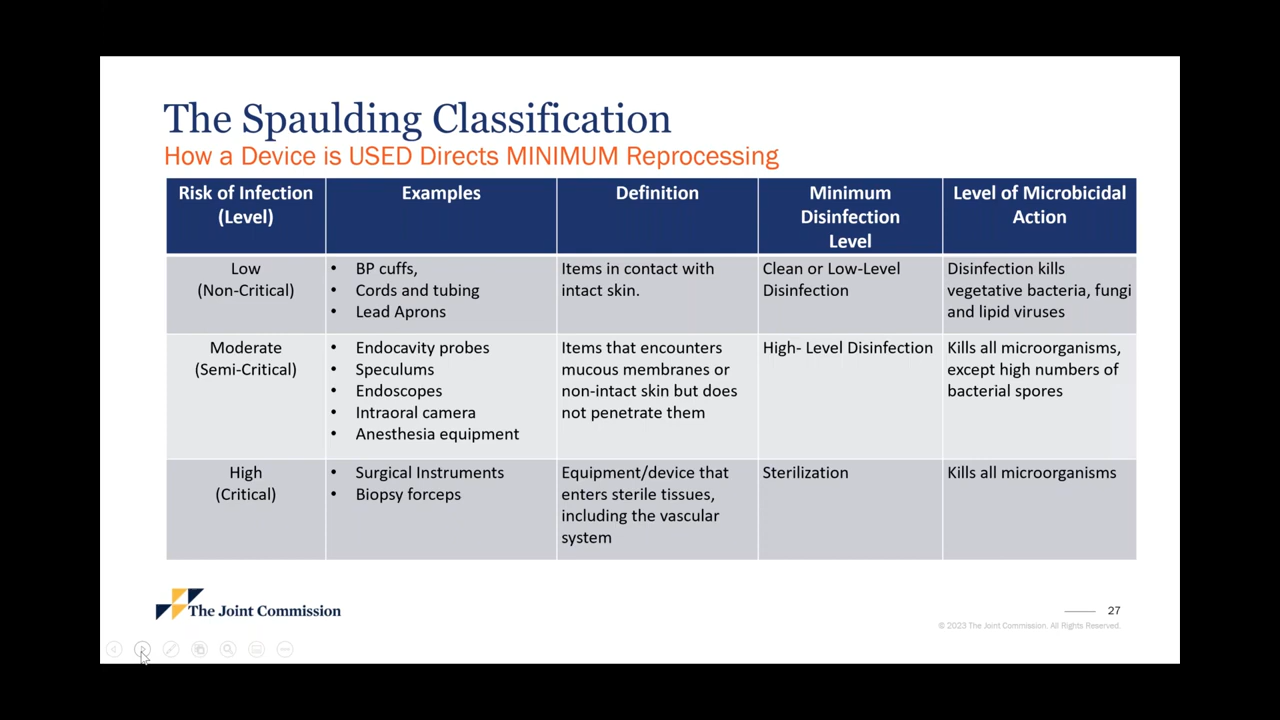 The Spaulding Classification
How a Device is USED Directs MINIMUM Reprocessing
Risk of Infection
(Level)
Examples
Definition
Minimum
Disinfection
Level
Level of Microbicidal
Action
Low
(Non-Critical)
• BP cuffs,
• Cords and tubing
• Lead Aprons
Items in contact with
intact skin.
Clean or Low-Level
Disinfection
Disinfection kills
vegetative bacteria, fungi
and lipid viruses
Moderate
(Semi-Critical)
• Endocavity probes
• Speculums
• Endoscopes
• Intraoral camera
• Anesthesia equipment
Items that encounters
mucous membranes or
non-intact skin but does
not penetrate them
High- Level Disinfection
Kills all microorganisms,
except high numbers of
bacterial spores
High
(Critical)
• Surgical Instruments
• Biopsy forceps
Equipment/device that
enters sterile tissues,
including the vascular
system
Sterilization
Kills all microorganisms
The Joint Commission
27
© 2023 The Joint Commission. All Rights Reserved.